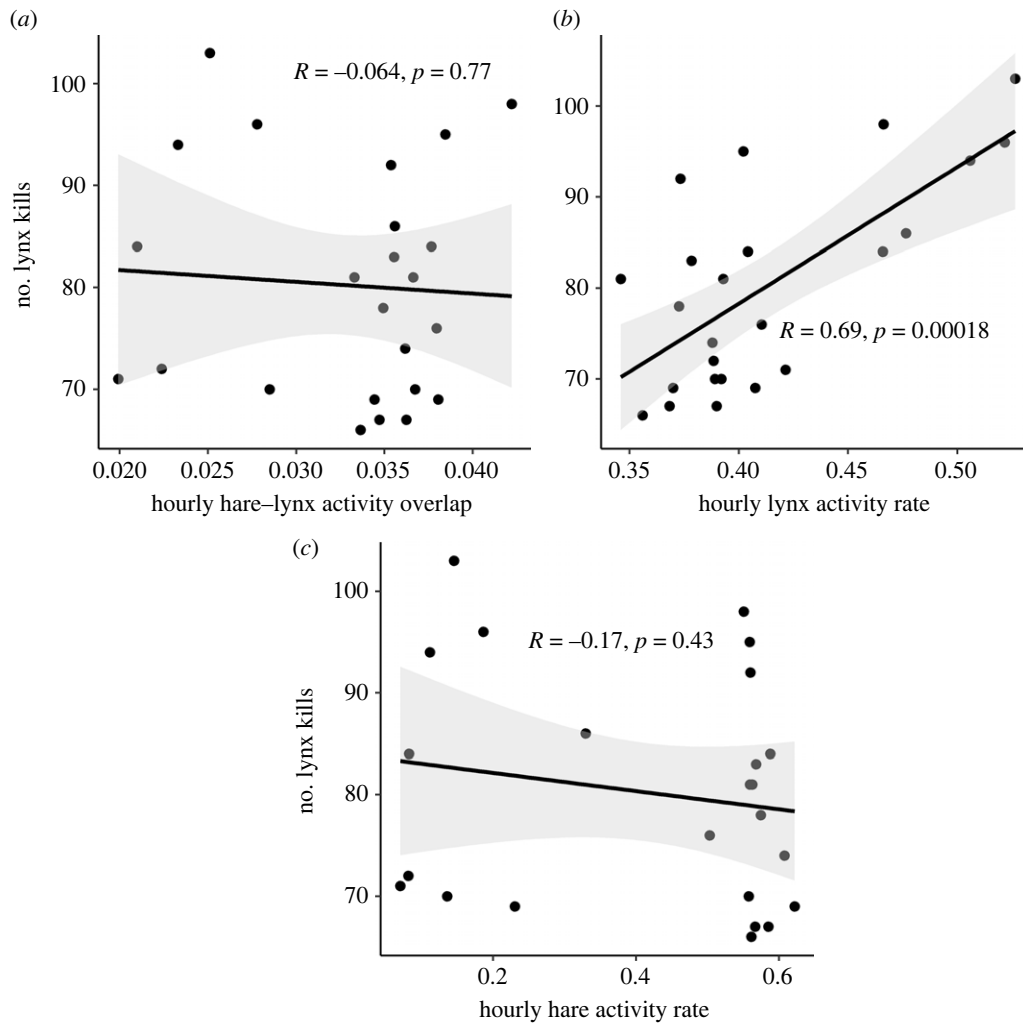 (a)
R = –0.064, p = 0.77
100
90
80
70
no. lynx kills
0.020 0.025 0.030 0.035 0.040
hourly hare–lynx activity overlap
(b)
100
90
80
70
R = 0.69, p = 0.00018
0.35 0.40 0.45 0.50
hourly lynx activity rate
(c)
100
90
80
70
no. lynx kills
R = –0.17, p = 0.43
0.2 0.4 0.6
hourly hare activity rate